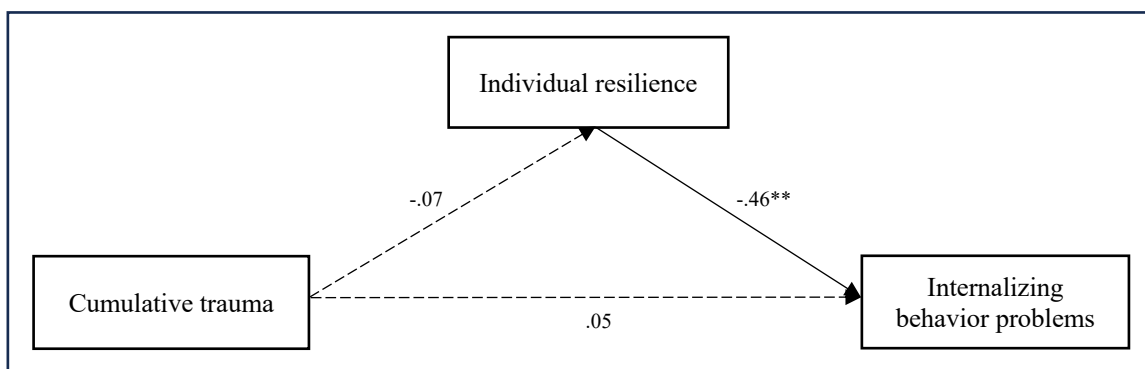 Individual resilience
-.07
-.46**
Cumulative trauma
.05
Internalizing
behavior problems